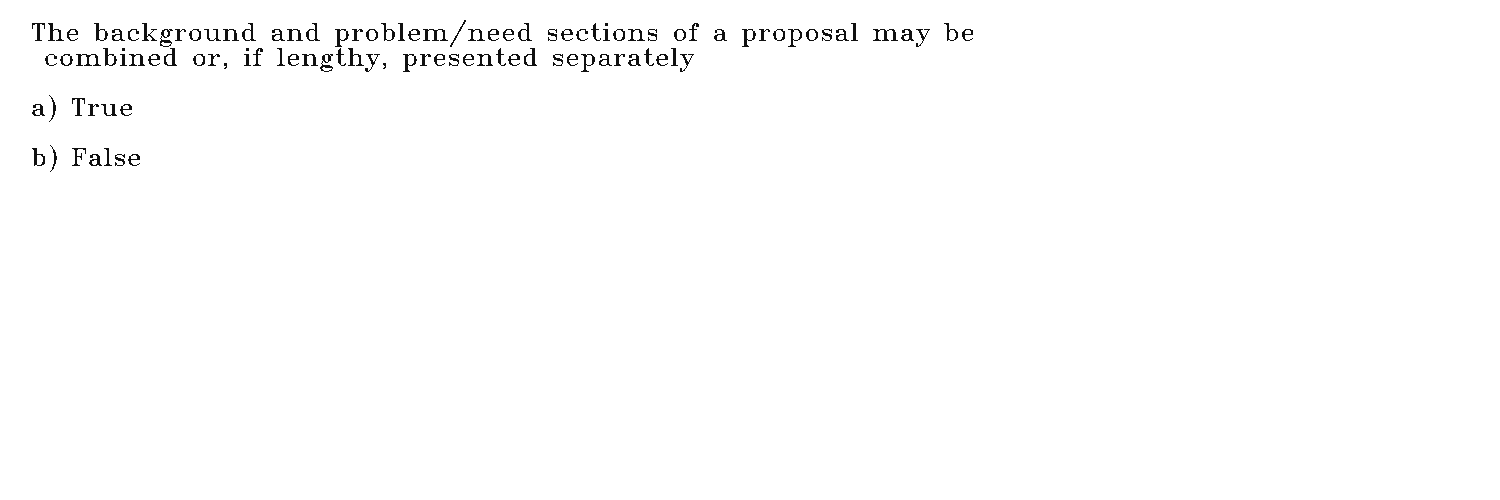 The background and problem/need sections of a proposal may be
combined or, if lengthy, presented separately
a) True
b) False